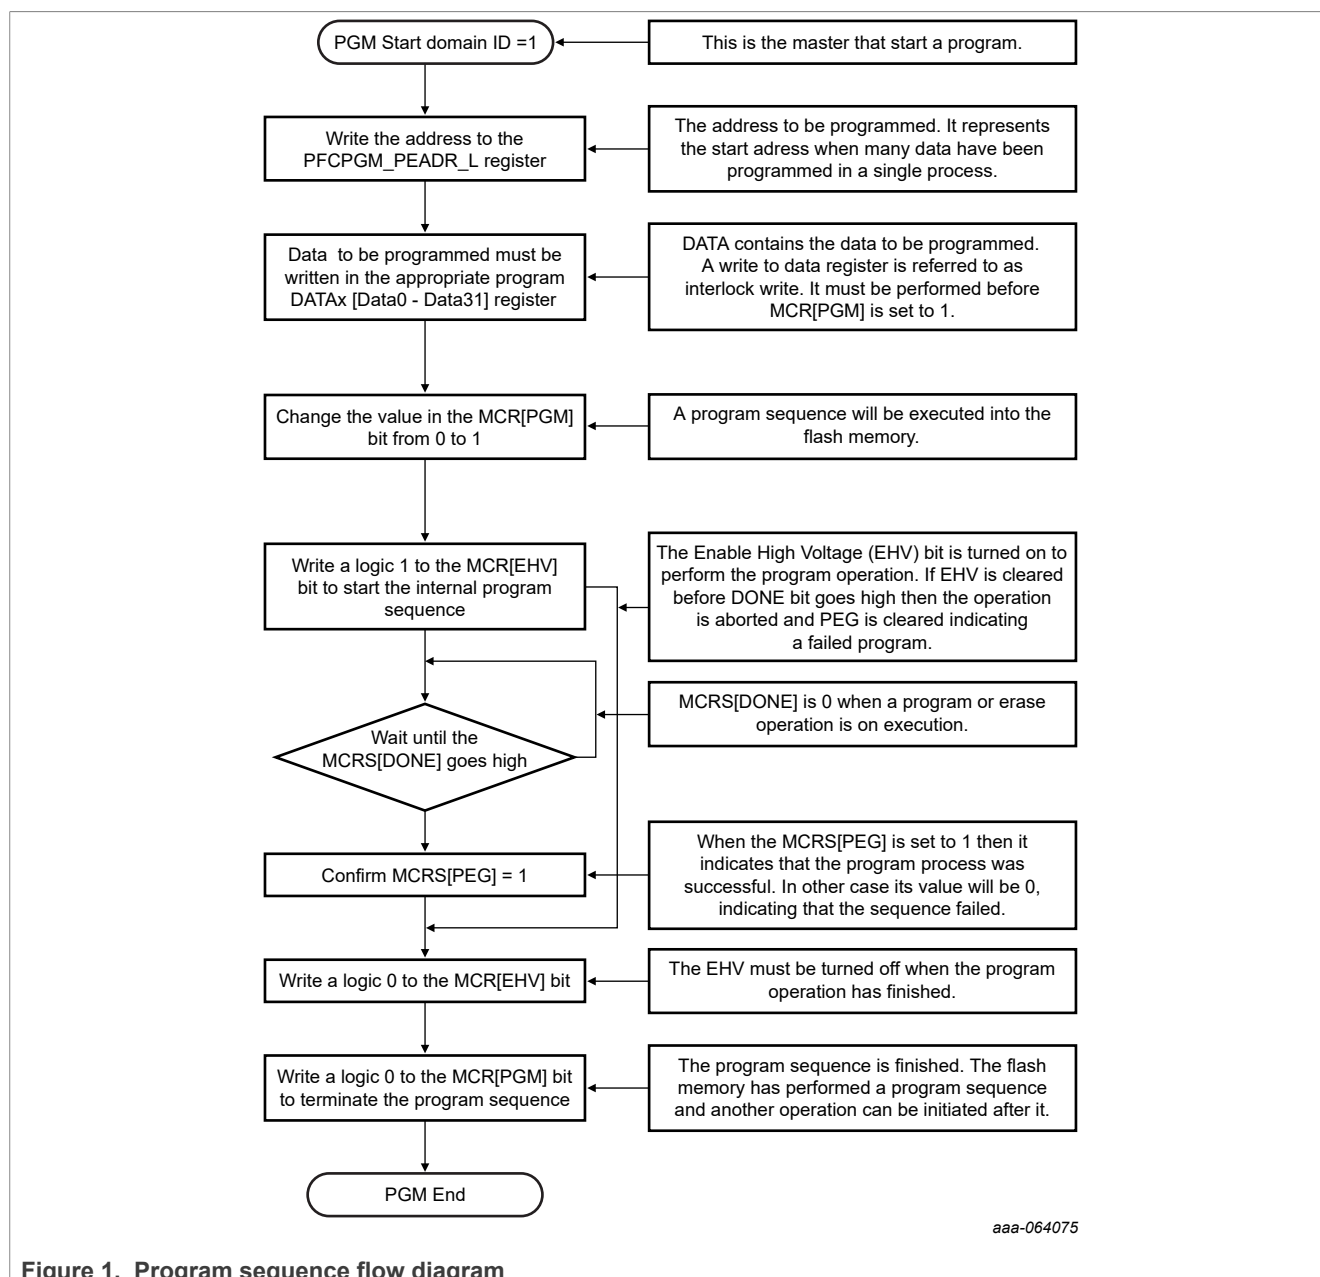 PGM Start domain ID =1
This is the master that start a program.
Write the address to the
PFCPGM_PEADR_L register
The address to be programmed. It represents
the start adress when many data have been
programmed in a single process.
Data  to be programmed must be
written in the appropriate program
DATAx [Data0 - Data31] register
DATA contains the data to be programmed.
A write to data register is referred to as
interlock write. It must be performed before
MCR[PGM] is set to 1.
Change the value in the MCR[PGM]
bit from 0 to 1
A program sequence will be executed into the
flash memory.
Write a logic 1 to the MCR[EHV]
bit to start the internal program
sequence
The Enable High Voltage (EHV) bit is turned on to
perform the program operation. If EHV is cleared
before DONE bit goes high then the operation
is aborted and PEG is cleared indicating
a failed program.
MCRS[DONE] is 0 when a program or erase
operation is on execution.
Wait until the
MCRS[DONE] goes high
When the MCRS[PEG] is set to 1 then it
indicates that the program process was
successful. In other case its value will be 0,
indicating that the sequence failed.
Confirm MCRS[PEG] = 1
Write a logic 0 to the MCR[EHV] bit
The EHV must be turned off when the program
operation has finished.
Write a logic 0 to the MCR[PGM] bit
to terminate the program sequence
The program sequence is finished. The flash
memory has performed a program sequence
and another operation can be initiated after it.
PGM End
aaa-064075
Figure 1. Program sequence flow diagram